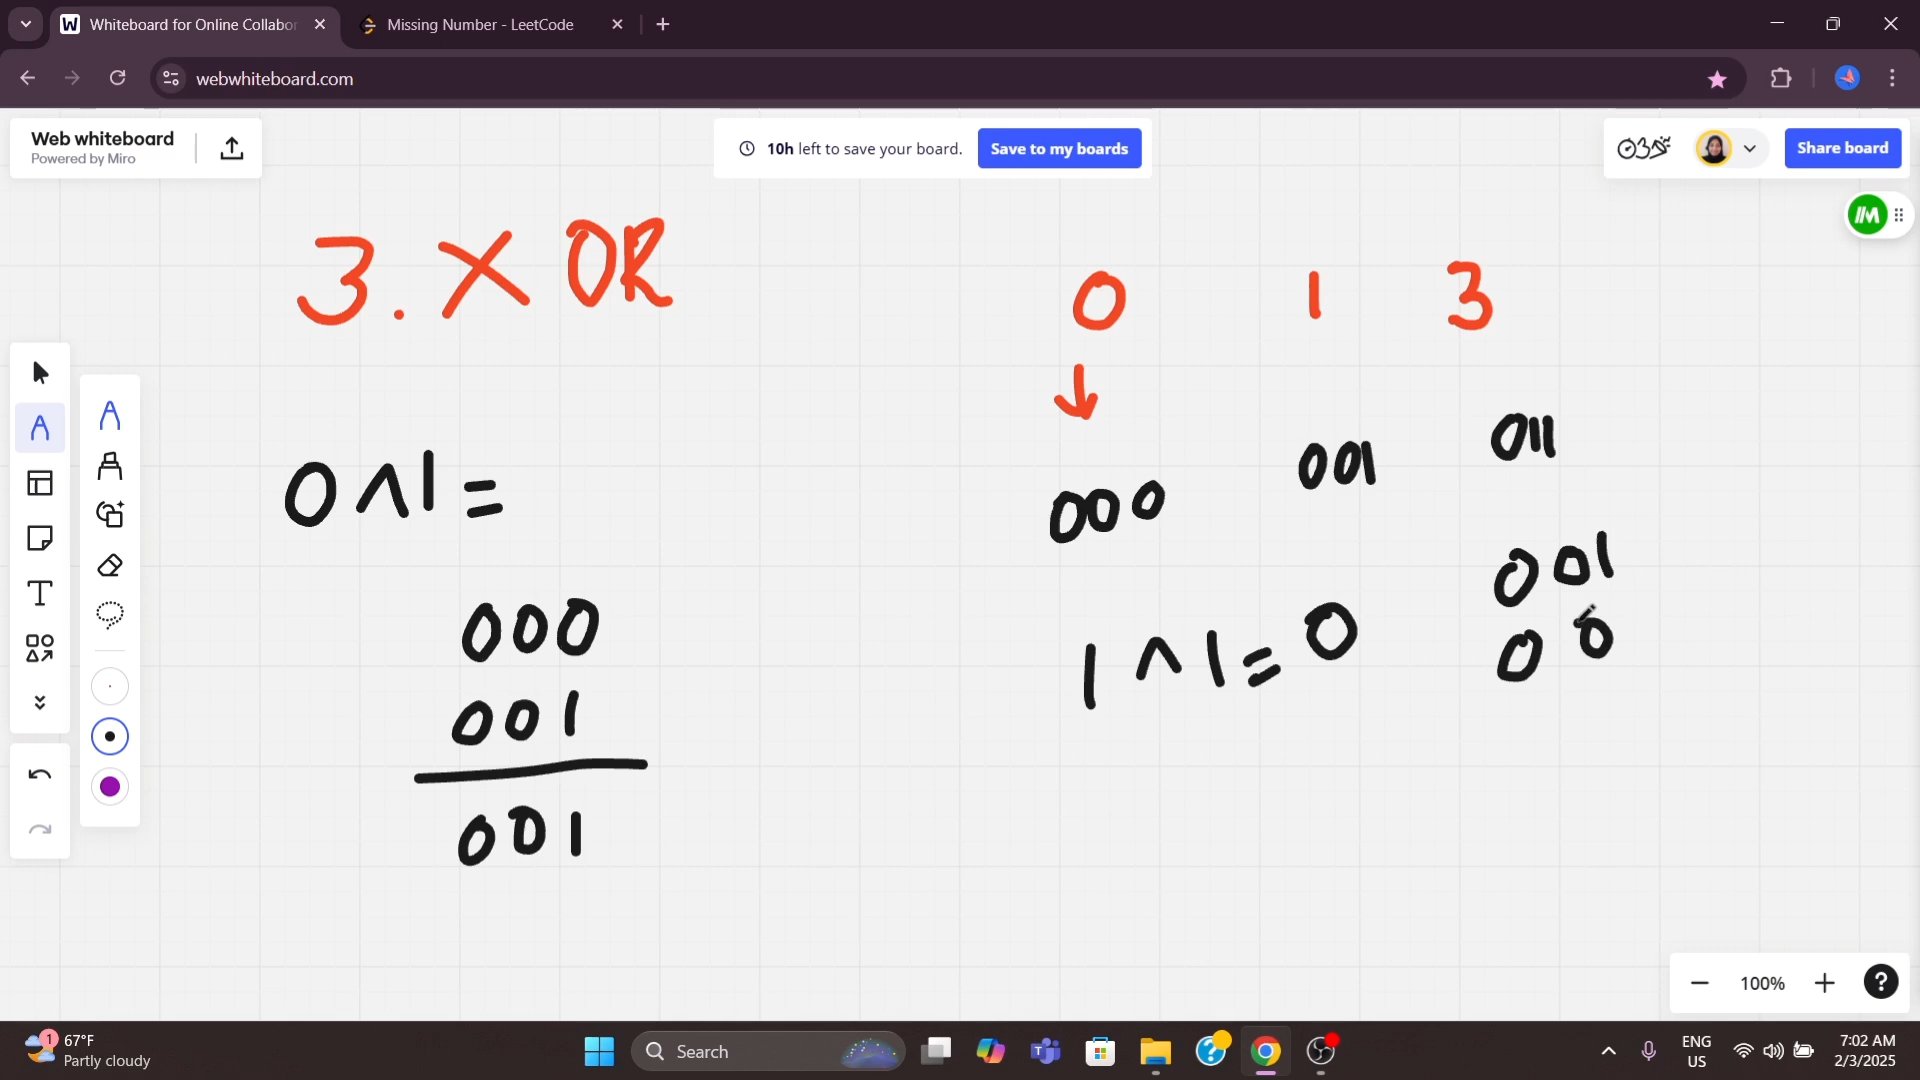 Whiteboard for Online Collabor
Missing Number - LeetCode
webwhiteboard.com
Web whiteboard
Powered by Miro
10h left to save your board.
Save to my boards
Share board
3. XOR
0 1 3
000 001 011
0 ^ 1 =
000
001
001
1 ^ 1 = 0
001
0 0
100%
?
1
67°F
Partly cloudy
Search
ENG
US
7:02 AM
2/3/2025